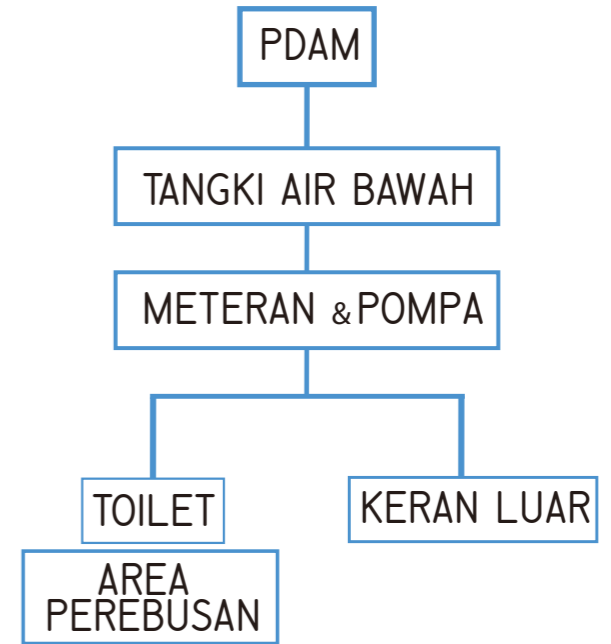 PDAM
TANGKI AIR BAWAH
METERAN & POMPA
TOILET
KERAN LUAR
AREA
PEREBUSAN